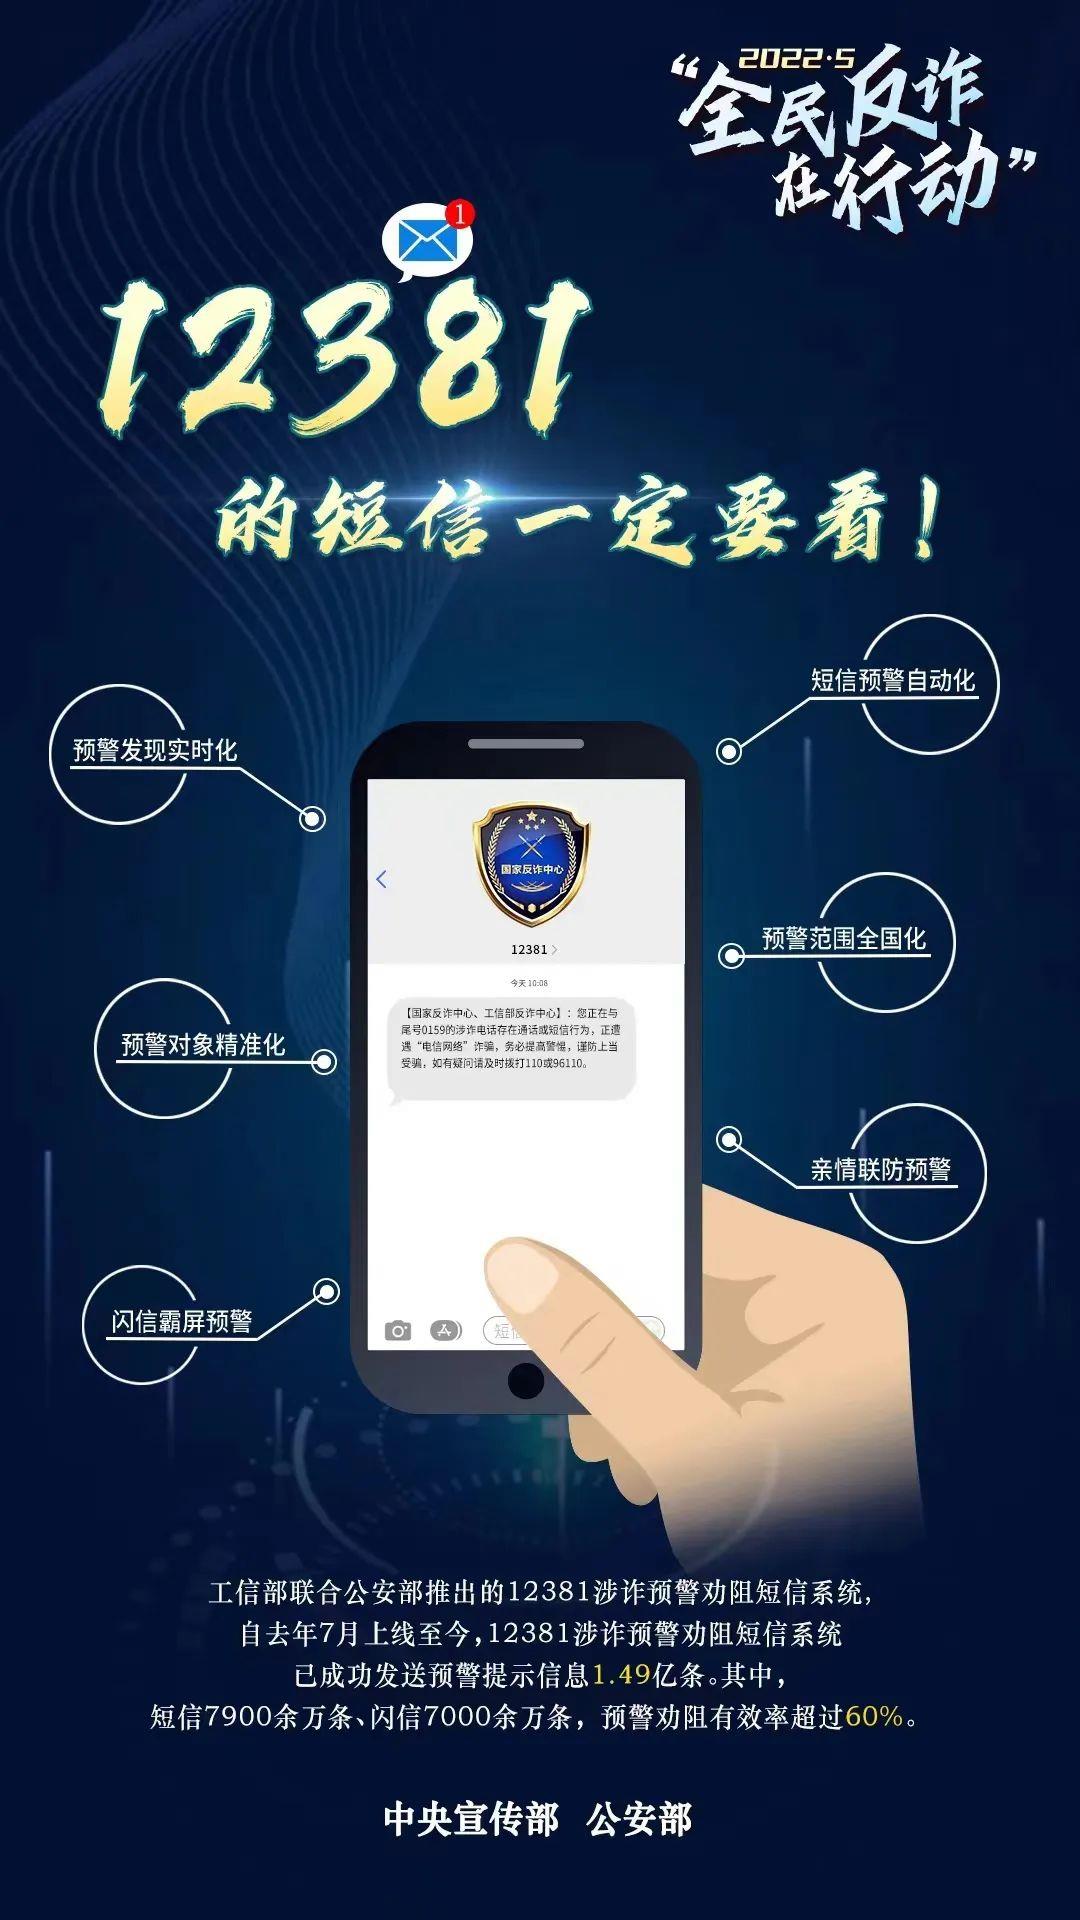 2022·5
“全民反诈
在行动”
1
12381
的短信一定要看！
短信预警自动化
预警发现实时化
国家反诈中心
预警范围全国化
12381
今天 10:08
【国家反诈中心、工信部反诈中心】：您正在与
尾号0159的涉诈电话存在通话或短信行为，正遭
遇“电信网络”诈骗，务必提高警惕，谨防上当
受骗，如有疑问请及时拨打110或96110。
预警对象精准化
亲情联防预警
闪信霸屏预警
短信
工信部联合公安部推出的12381涉诈预警劝阻短信系统，
自去年7月上线至今，12381涉诈预警劝阻短信系统
已成功发送预警提示信息1.49亿条。其中，
短信7900余万条、闪信7000余万条，预警劝阻有效率超过60%。
中央宣传部 公安部